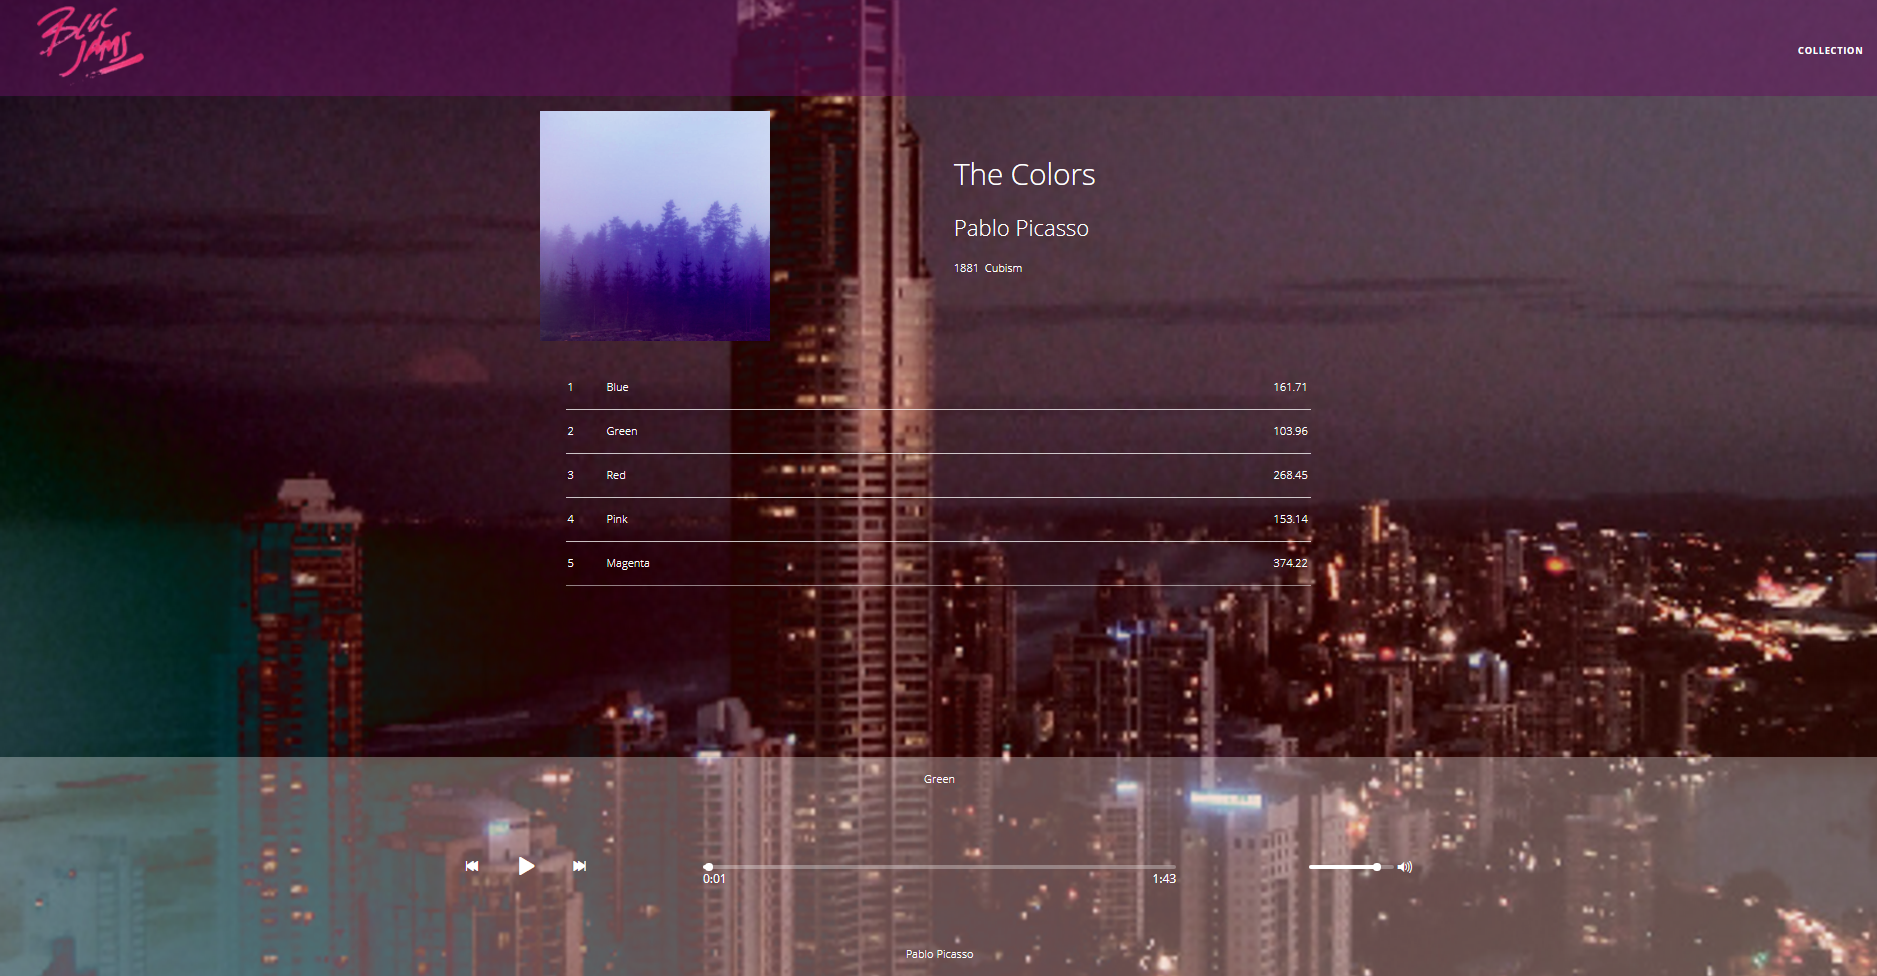 BLOC
JAMS
COLLECTION
The Colors
Pablo Picasso
1881 Cubism
1 Blue 161.71
2 Green 103.96
3 Red 268.45
4 Pink 153.14
5 Magenta 374.22
Green
0:01 1:43
Pablo Picasso